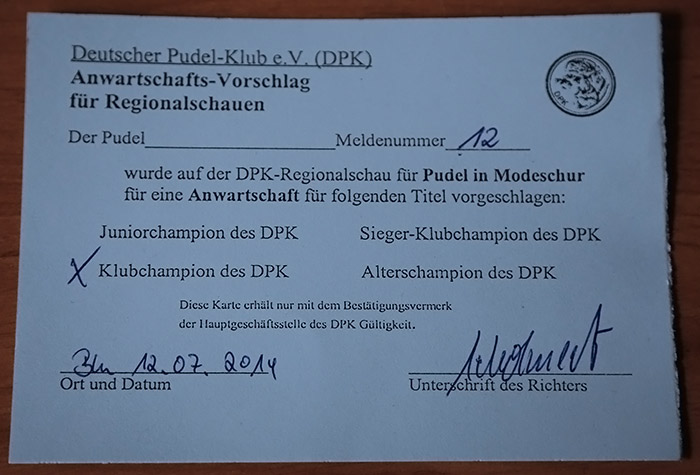 Deutscher Pudel-Klub e.V. (DPK)
Anwartschafts-Vorschlag
für Regionalschauen
DPK
Der Pudel Meldenummer 12
wurde auf der DPK-Regionalschau für Pudel in Modeschur
für eine Anwartschaft für folgenden Titel vorgeschlagen:
Juniorchampion des DPK Sieger-Klubchampion des DPK
X Klubchampion des DPK Alterschampion des DPK
Diese Karte erhält nur mit dem Bestätigungsvermerk
der Hauptgeschäftsstelle des DPK Gültigkeit.
Bln 12.07.2014
Ort und Datum Unterschrift des Richters